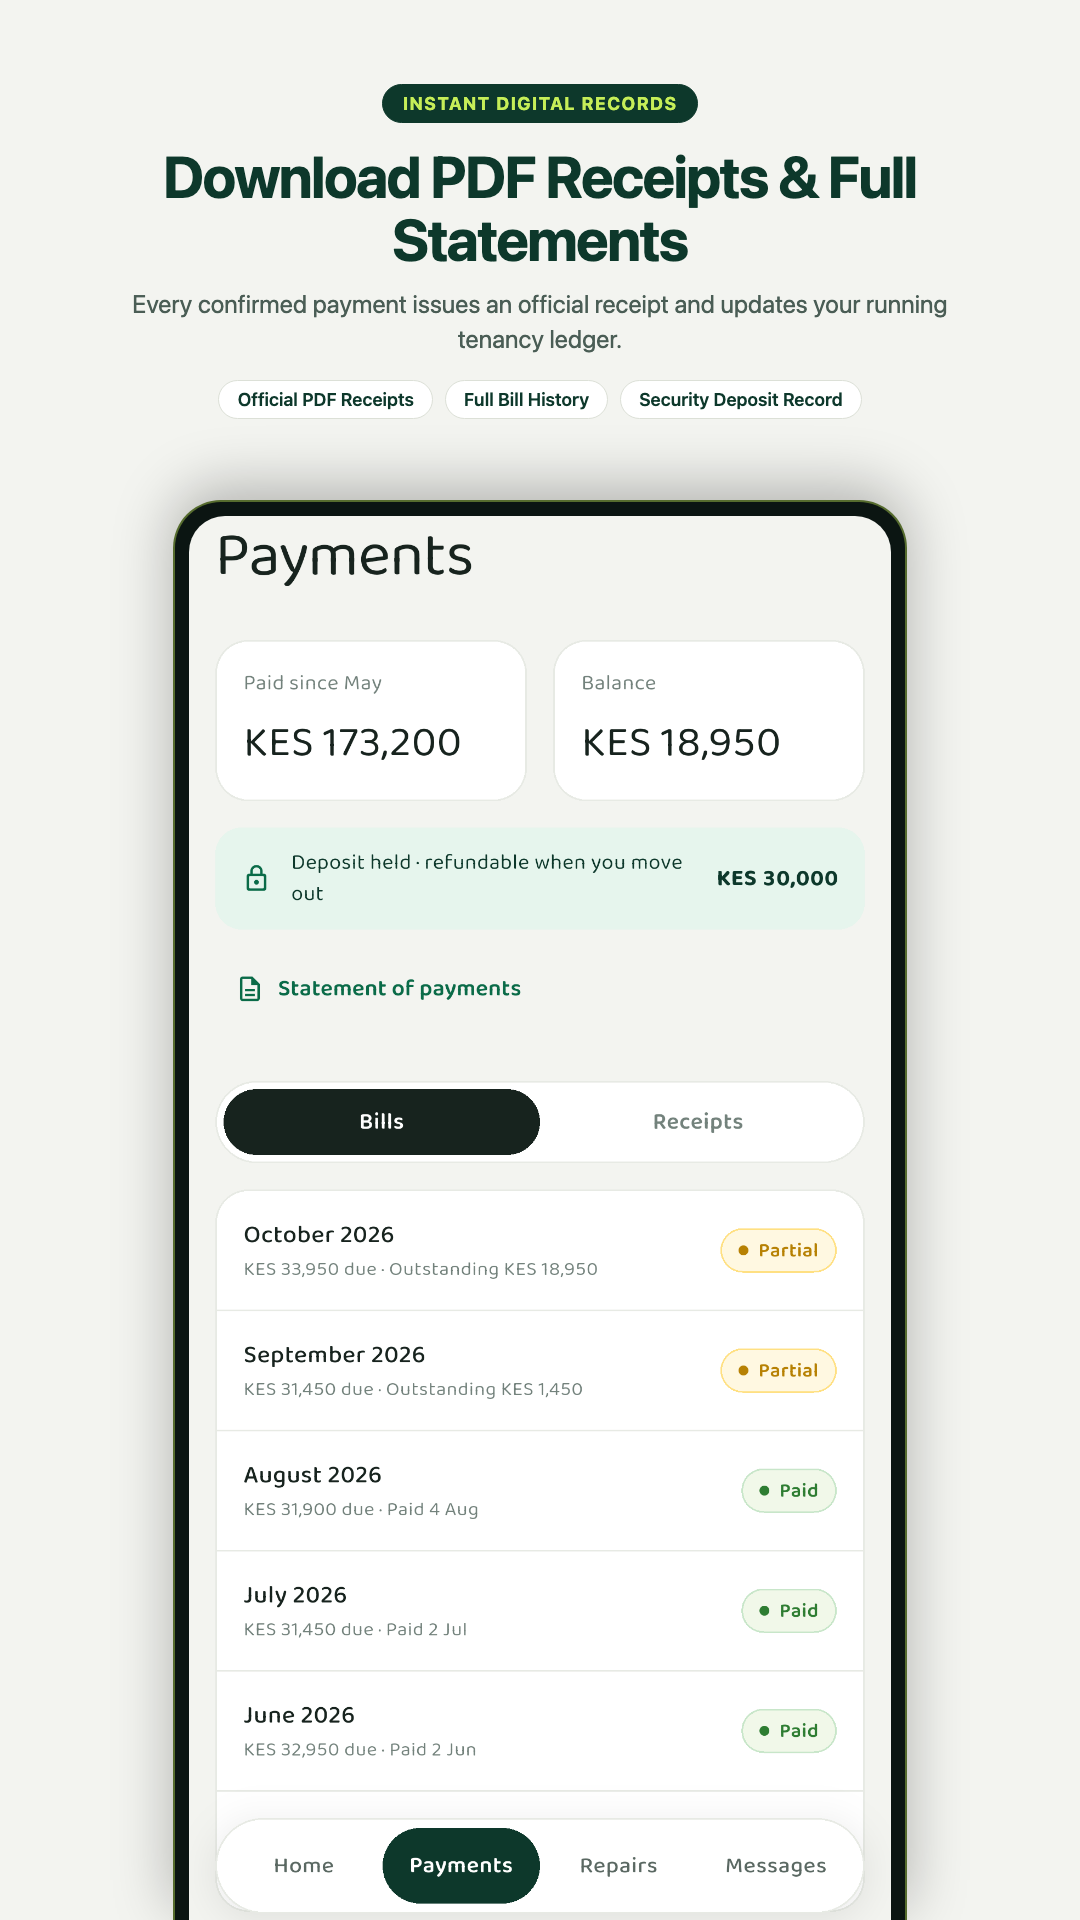 INSTANT DIGITAL RECORDS
Download PDF Receipts & Full
Statements
Every confirmed payment issues an official receipt and updates your running
tenancy ledger.
Official PDF Receipts
Full Bill History
Security Deposit Record
Payments
Paid since May
KES 173,200
Balance
KES 18,950
Deposit held · refundable when you move
out
KES 30,000
Statement of payments
Bills
Receipts
October 2026
KES 33,950 due · Outstanding KES 18,950
Partial
September 2026
KES 31,450 due · Outstanding KES 1,450
Partial
August 2026
KES 31,900 due · Paid 4 Aug
Paid
July 2026
KES 31,450 due · Paid 2 Jul
Paid
June 2026
KES 32,950 due · Paid 2 Jun
Paid
Home
Payments
Repairs
Messages